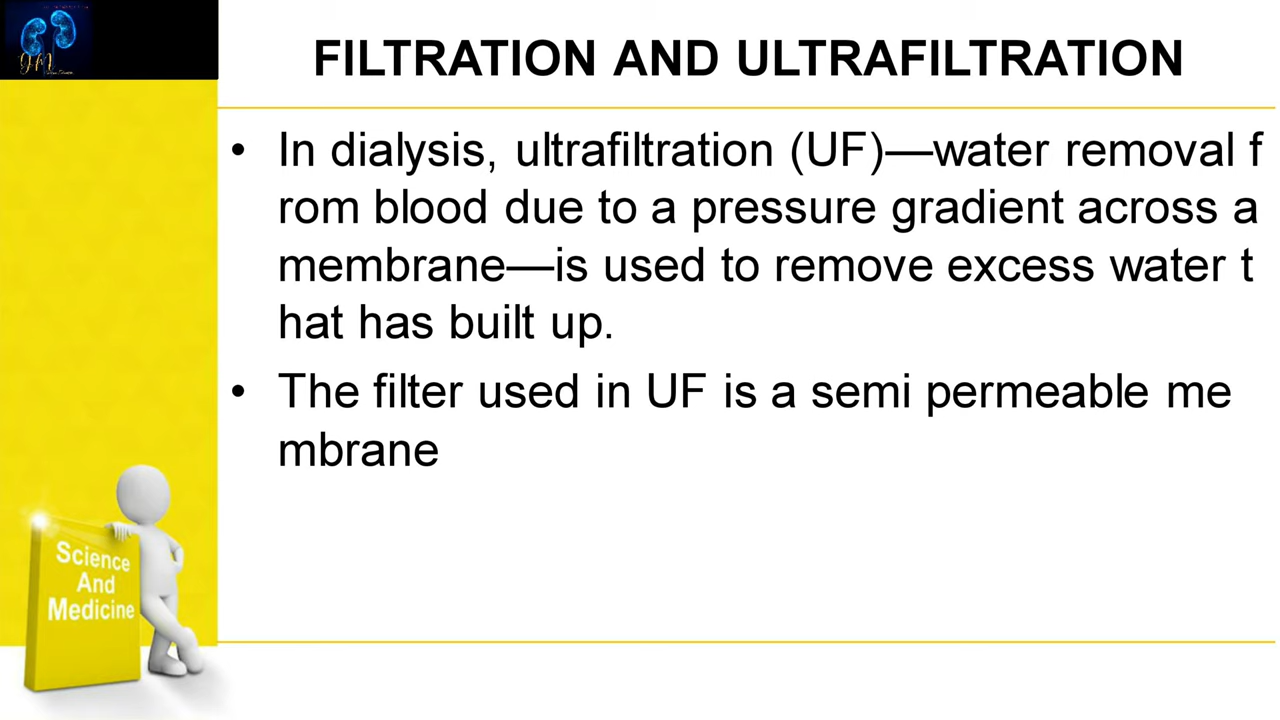 JM
FILTRATION AND ULTRAFILTRATION
• In dialysis, ultrafiltration (UF)—water removal f
rom blood due to a pressure gradient across a
membrane—is used to remove excess water t
hat has built up.
• The filter used in UF is a semi permeable me
mbrane
Science
And
Medicine